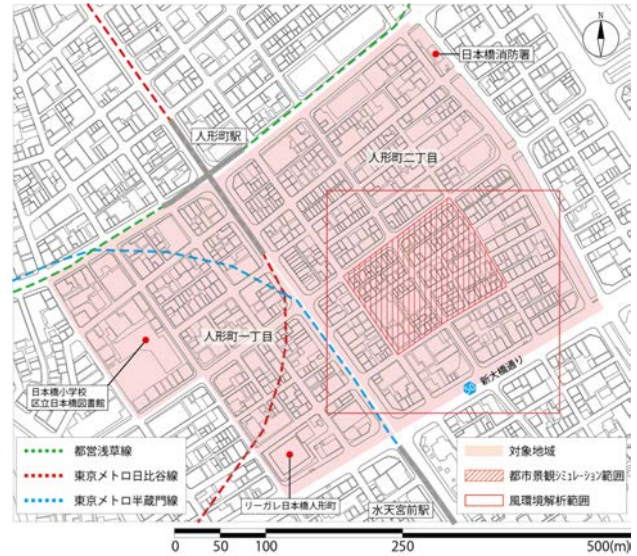 N
日本橋消防署
人形町駅
人形町二丁目
人形町一丁目
新大橋通り
日本橋小学校
区立日本橋図書館
都営浅草線
東京メトロ日比谷線
東京メトロ半蔵門線
リーガレ日本橋人形町
水天宮前駅
対象地域
都市景観シミュレーション範囲
風環境解析範囲
0 50 100 250 500(m)